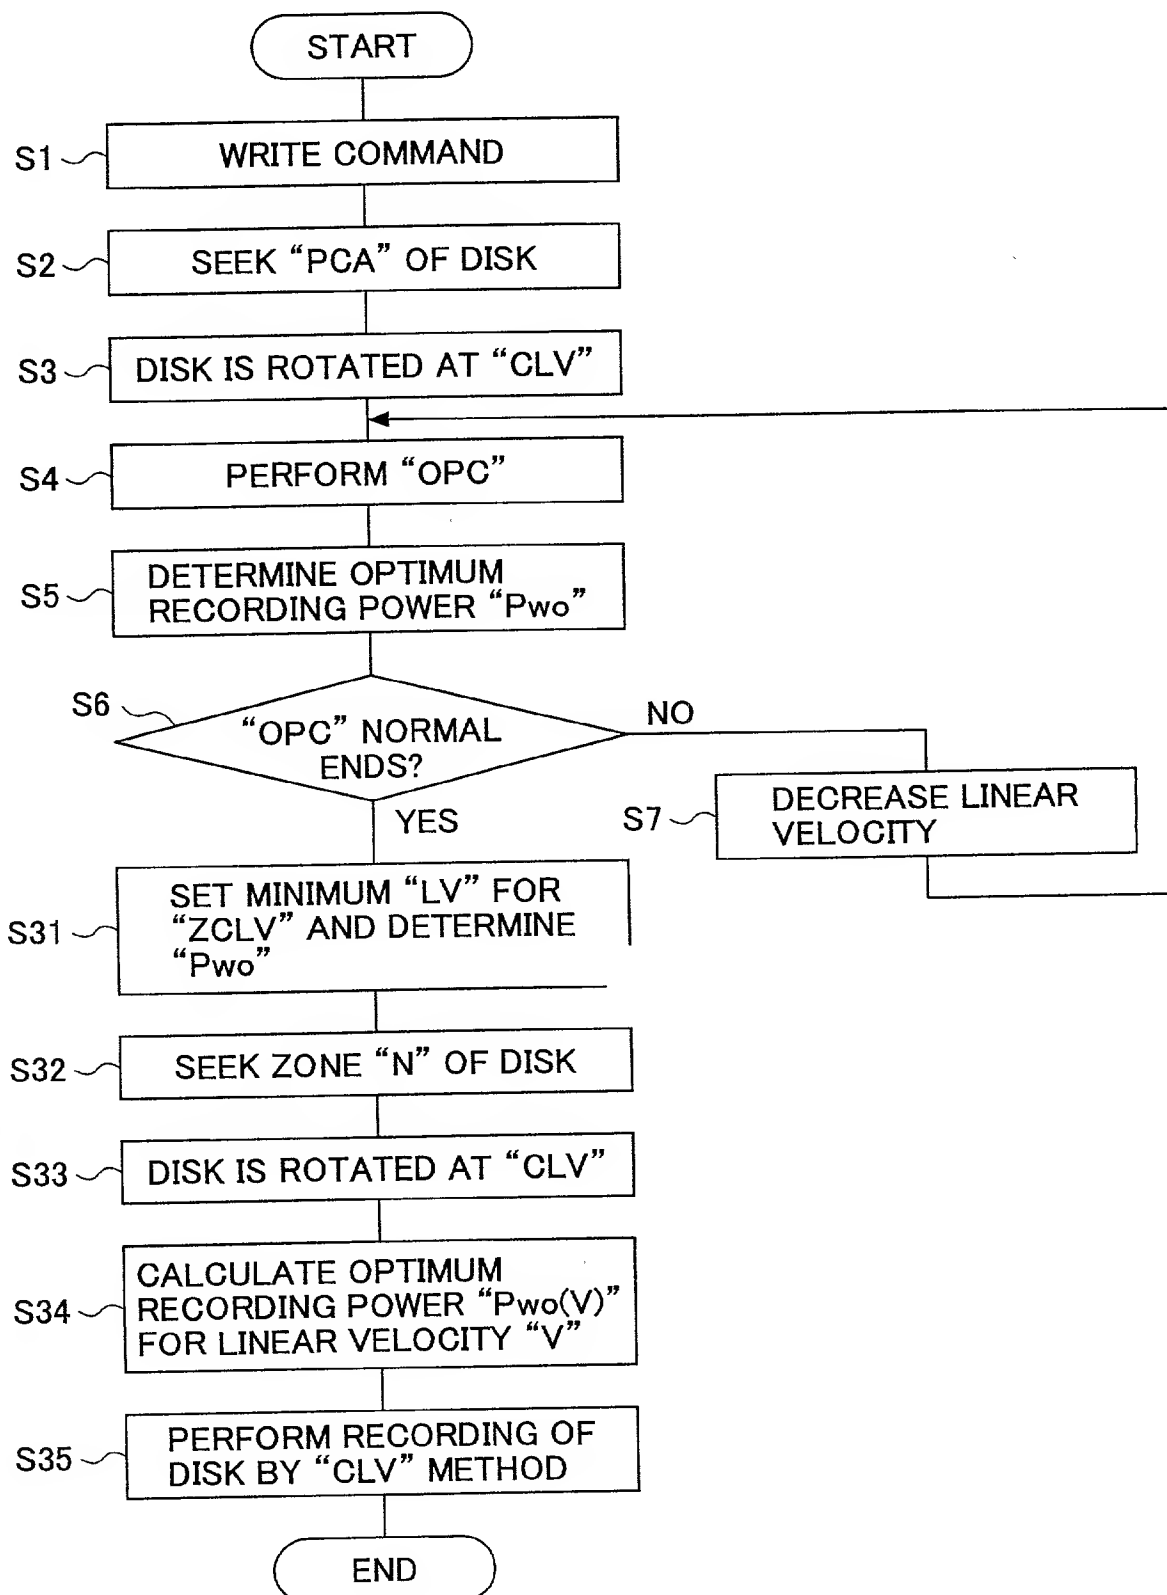 START
S1
WRITE COMMAND
S2
SEEK “PCA” OF DISK
S3
DISK IS ROTATED AT “CLV”
S4
PERFORM “OPC”
S5
DETERMINE OPTIMUM
RECORDING POWER “Pwo”
S6
“OPC” NORMAL
ENDS?
NO
YES
S7
DECREASE LINEAR
VELOCITY
S31
SET MINIMUM “LV” FOR
“ZCLV” AND DETERMINE
“Pwo”
S32
SEEK ZONE “N” OF DISK
S33
DISK IS ROTATED AT “CLV”
S34
CALCULATE OPTIMUM
RECORDING POWER “Pwo(V)”
FOR LINEAR VELOCITY “V”
S35
PERFORM RECORDING OF
DISK BY “CLV” METHOD
END